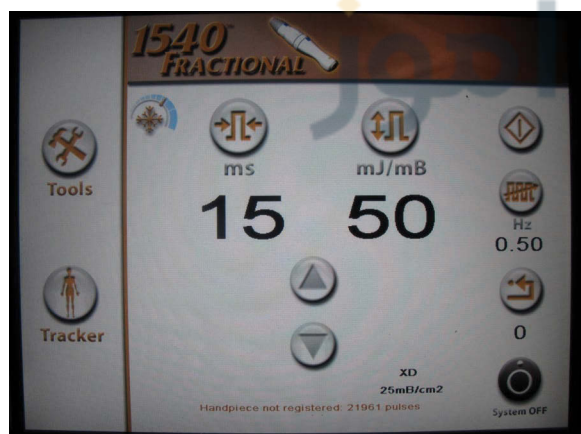 1540™
FRACTIONAL
ms
mJ/mB
15
50
Tools
Hz
0.50
Tracker
0
XD
25mB/cm2
Handpiece not registered: 21961 pulses
System OFF